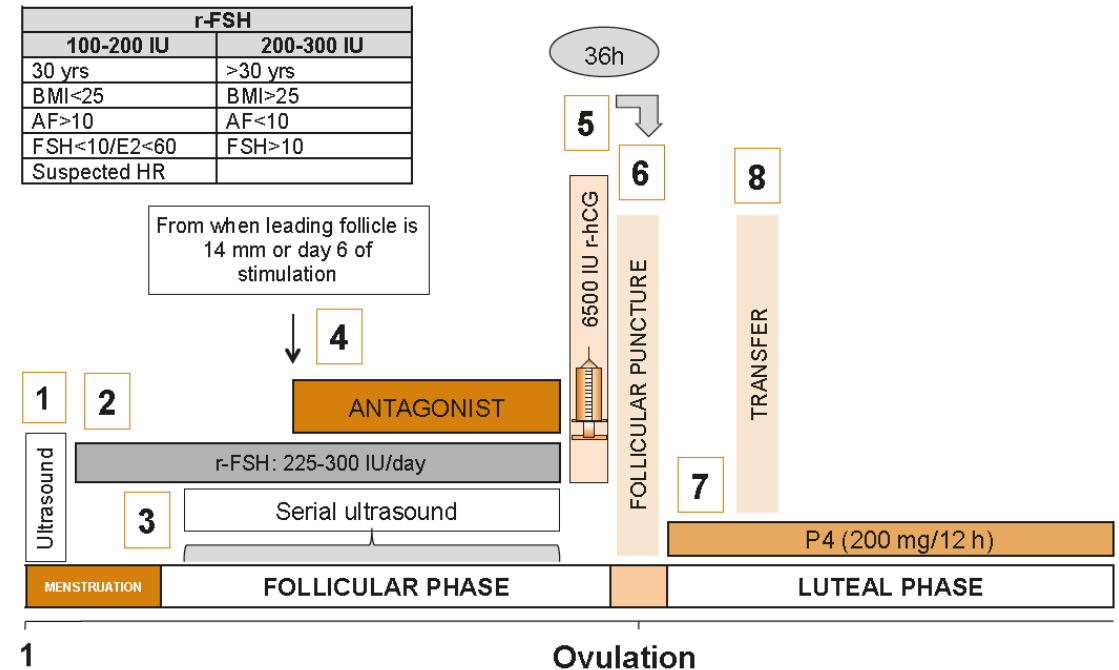 r-FSH
100-200 IU 200-300 IU
30 yrs >30 yrs
BMI<25 BMI>25
AF>10 AF<10
FSH<10/E2<60 FSH>10
Suspected HR
36h
5
6
8
From when leading follicle is
14 mm or day 6 of
stimulation
4
6500 IU r-hCG
FOLLICULAR PUNCTURE
TRANSFER
1
2
ANTAGONIST
Ultrasound
r-FSH: 225-300 IU/day
3
Serial ultrasound
7
P4 (200 mg/12 h)
MENSTRUATION
FOLLICULAR PHASE
LUTEAL PHASE
1
Ovulation